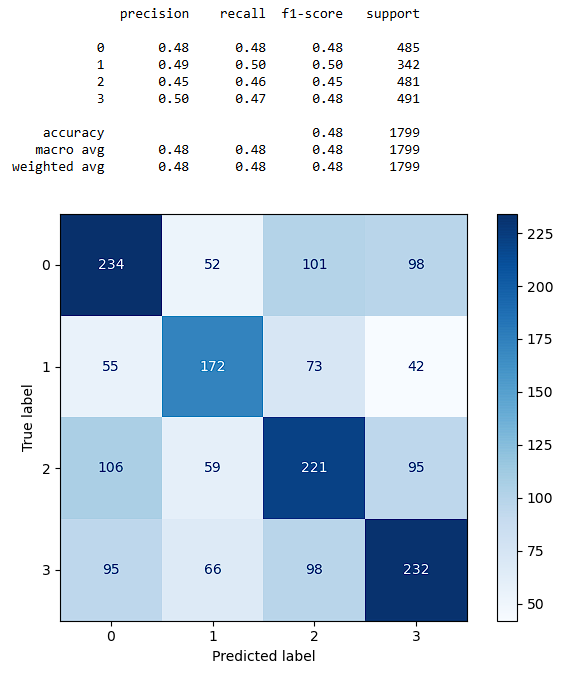 precision recall f1-score support
0 0.48 0.48 0.48 485
1 0.49 0.50 0.50 342
2 0.45 0.46 0.45 481
3 0.50 0.47 0.48 491
accuracy 0.48 1799
macro avg 0.48 0.48 0.48 1799
weighted avg 0.48 0.48 0.48 1799
0 234 52 101 98
1 55 172 73 42
2 106 59 221 95
3 95 66 98 232
0 1 2 3
Predicted label
True label
225
200
175
150
125
100
75
50